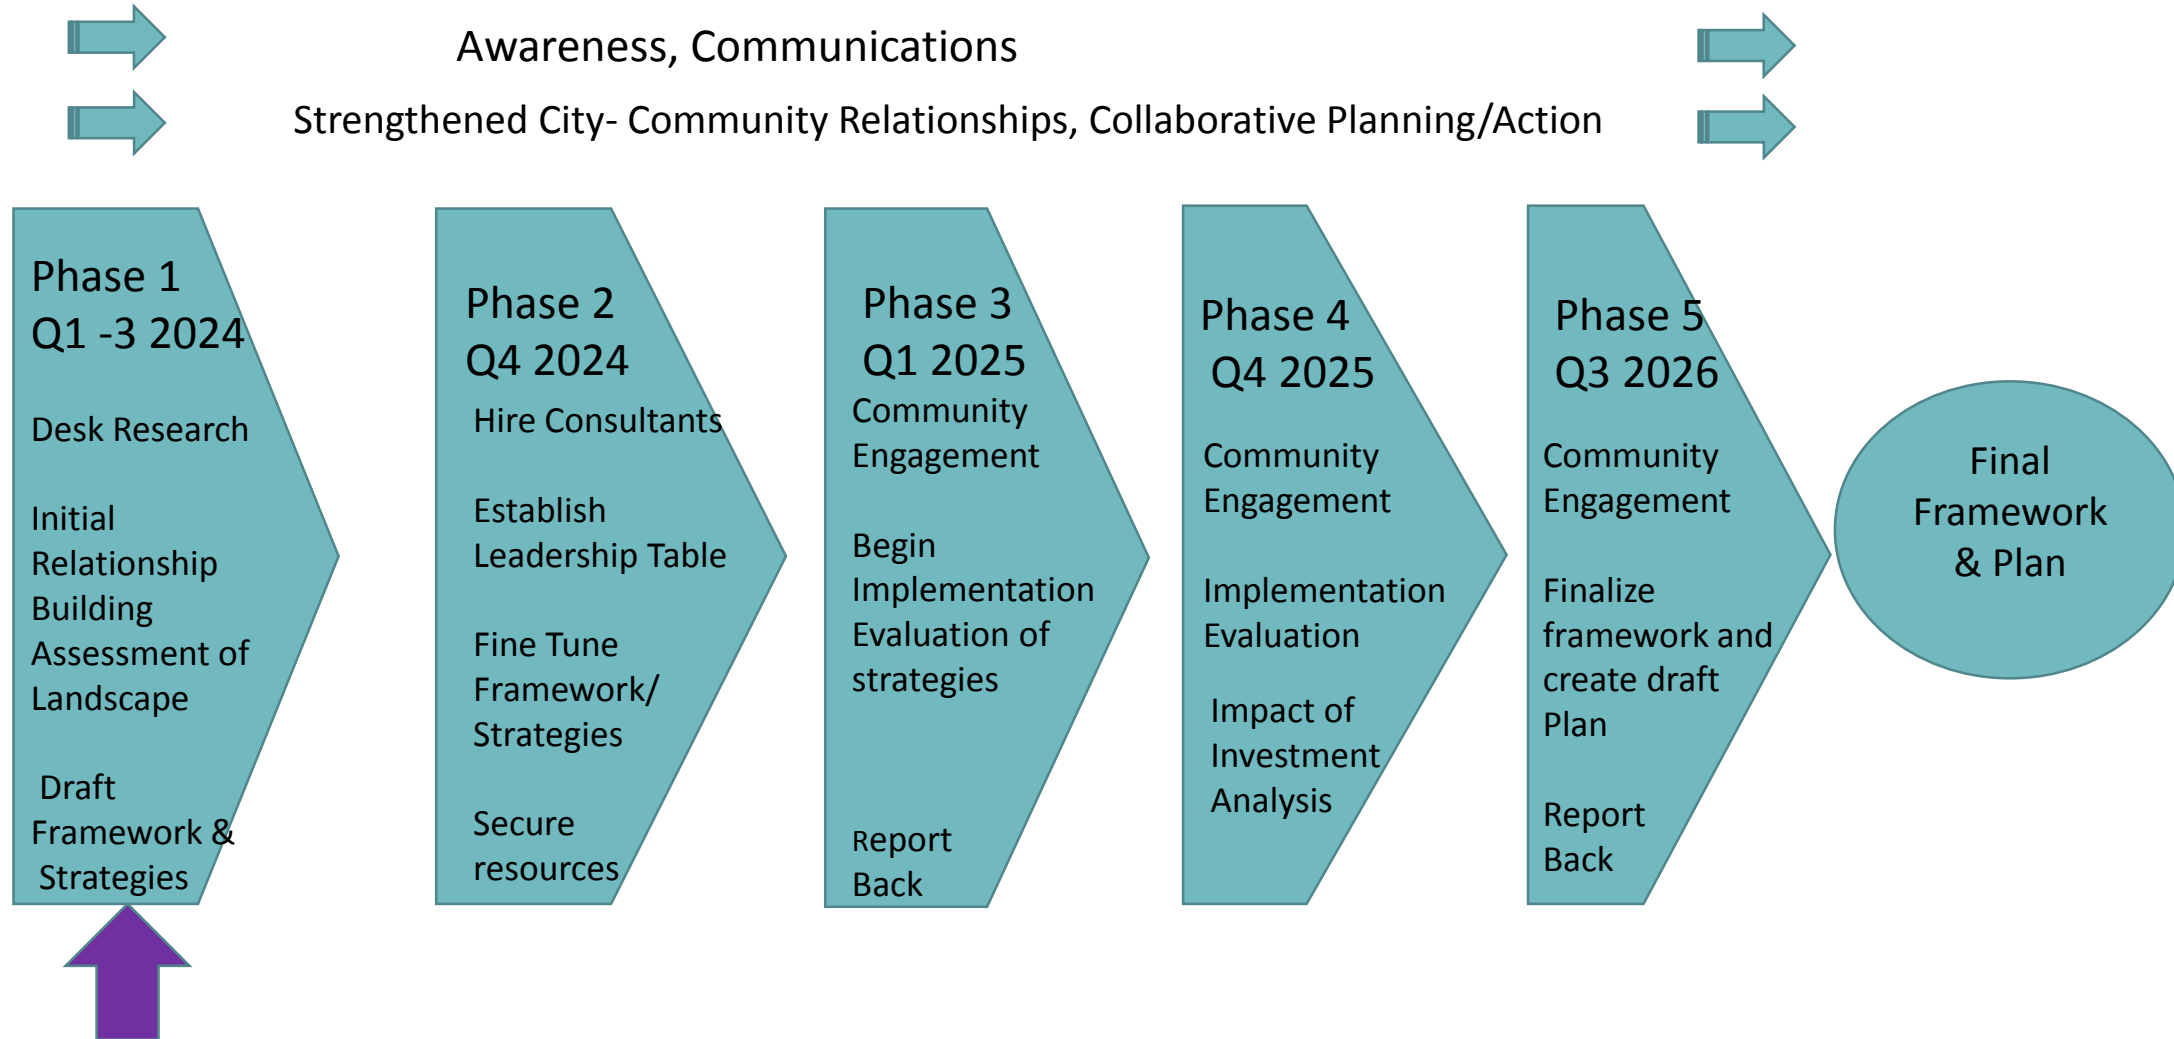 Awareness, Communications
Strengthened City- Community Relationships, Collaborative Planning/Action
Phase 1
Q1 -3 2024
Desk Research
Initial
Relationship
Building
Assessment of
Landscape
Draft
Framework &
Strategies
Phase 2
Q4 2024
Hire Consultants
Establish
Leadership Table
Fine Tune
Framework/
Strategies
Secure
resources
Phase 3
Q1 2025
Community
Engagement
Begin
Implementation
Evaluation of
strategies
Report
Back
Phase 4
Q4 2025
Community
Engagement
Implementation
Evaluation
Impact of
Investment
Analysis
Phase 5
Q3 2026
Community
Engagement
Finalize
framework and
create draft
Plan
Report
Back
Final
Framework
& Plan